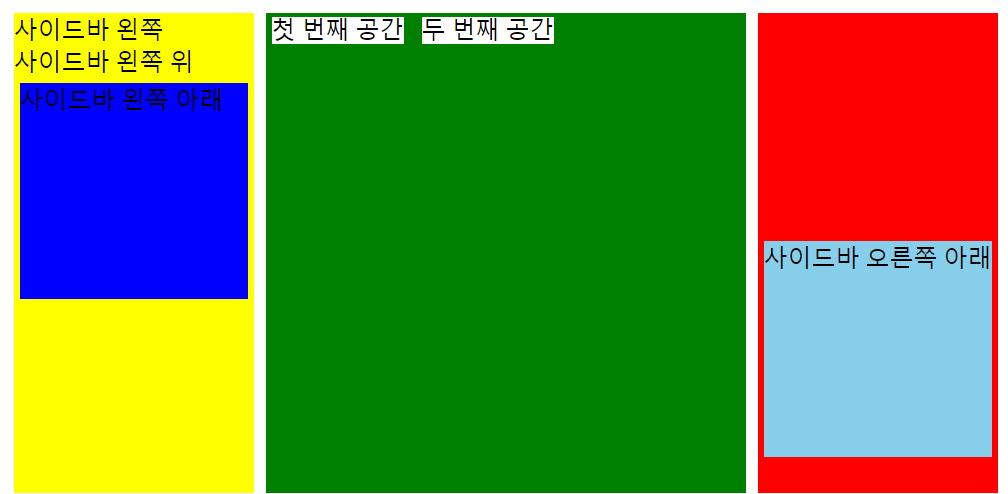 사이드바 왼쪽
사이드바 왼쪽 위
사이드바 왼쪽 아래
첫 번째 공간 두 번째 공간
사이드바 오른쪽 아래